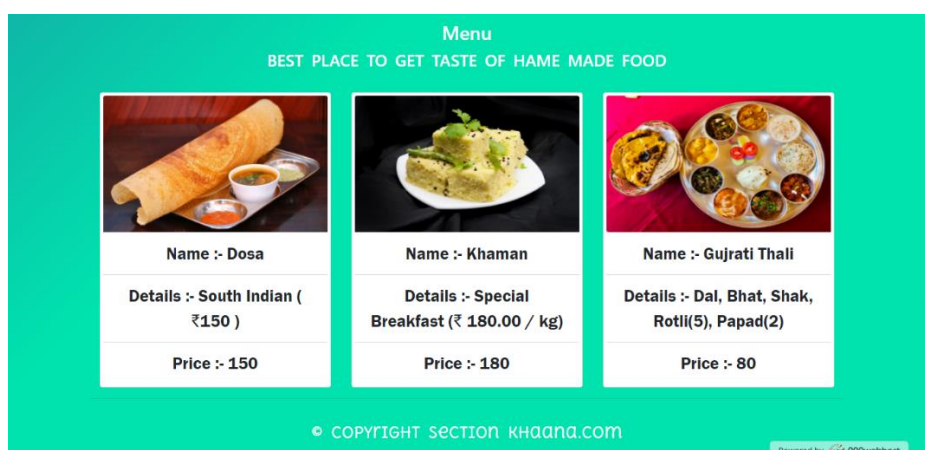 Menu
BEST PLACE TO GET TASTE OF HAME MADE FOOD
Name :- Dosa
Details :- South Indian (
₹150 )
Price :- 150
Name :- Khaman
Details :- Special
Breakfast (₹ 180.00 / kg)
Price :- 180
Name :- Gujrati Thali
Details :- Dal, Bhat, Shak,
Rotli(5), Papad(2)
Price :- 80
© COPYrIGHT SECTION KHaana.com